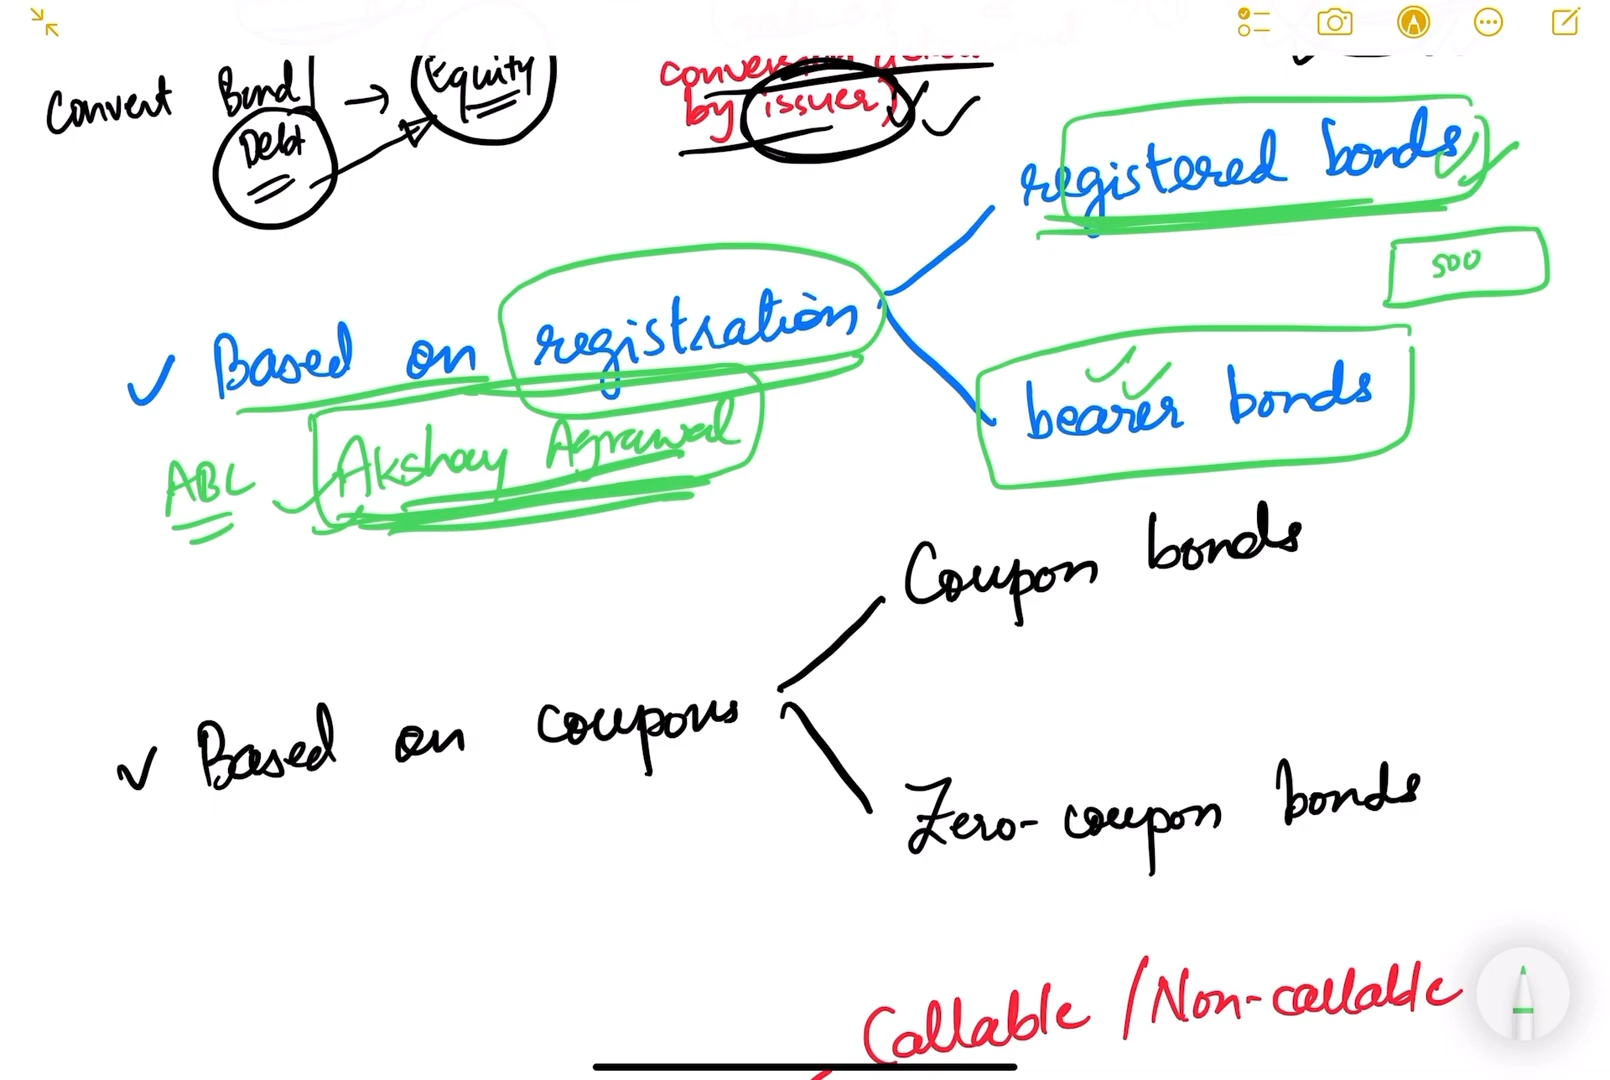 Convert Bond → Equity
Debt
by issuer)
registered bonds
500
Based on registration
bearer bonds
ABC Akshay Agrawal
Coupon bonds
Based on coupons
Zero-coupon bonds
Callable / Non-callable